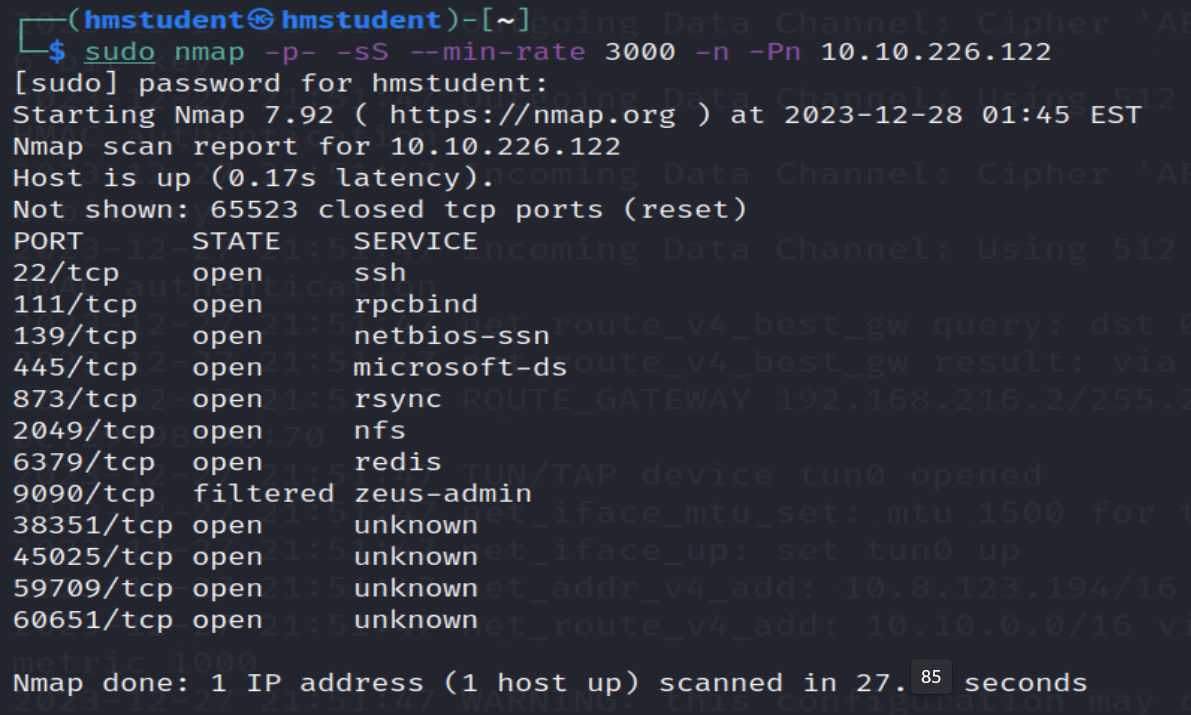 ┌──(hmstudent㉿hmstudent)-[~]
└─$ sudo nmap -p- -sS --min-rate 3000 -n -Pn 10.10.226.122
[sudo] password for hmstudent:
Starting Nmap 7.92 ( https://nmap.org ) at 2023-12-28 01:45 EST
Nmap scan report for 10.10.226.122
Host is up (0.17s latency).
Not shown: 65523 closed tcp ports (reset)
PORT STATE SERVICE
22/tcp open ssh
111/tcp open rpcbind
139/tcp open netbios-ssn
445/tcp open microsoft-ds
873/tcp open rsync
2049/tcp open nfs
6379/tcp open redis
9090/tcp filtered zeus-admin
38351/tcp open unknown
45025/tcp open unknown
59709/tcp open unknown
60651/tcp open unknown
Nmap done: 1 IP address (1 host up) scanned in 27.85 seconds